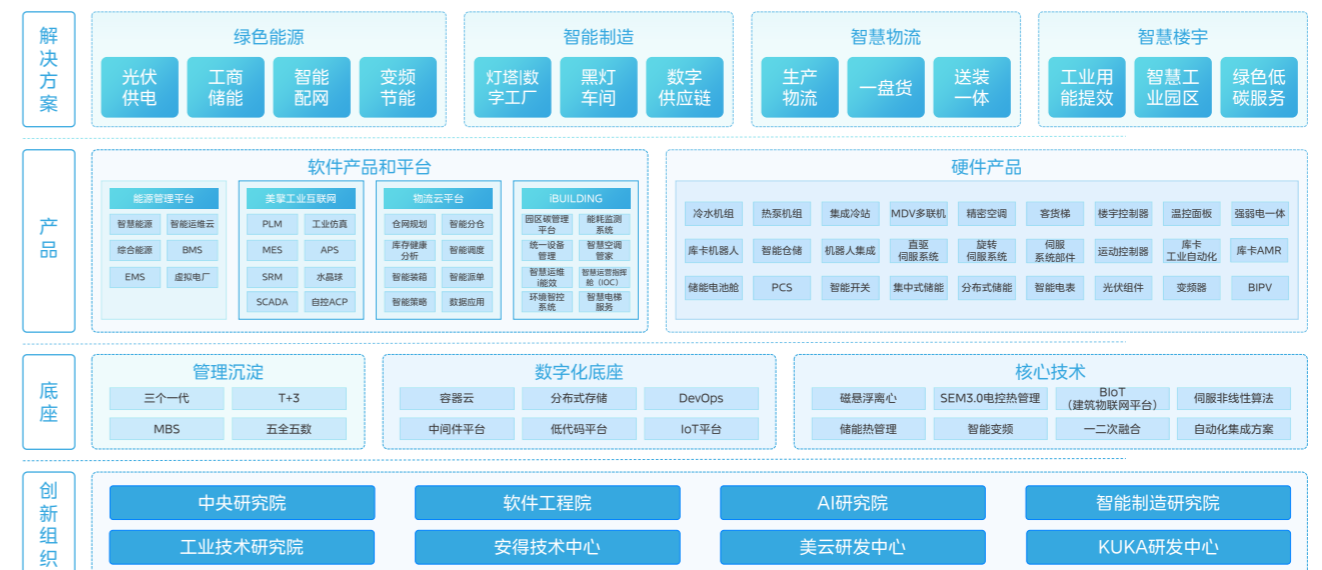 解决方案
绿色能源
光伏
供电
工商
储能
智能
配网
变频
节能
智能制造
灯塔|数
字工厂
黑灯
车间
数字
供应链
智慧物流
生产
物流
一盘货
送装
一体
智慧楼宇
工业用
能提效
智慧工
业园区
绿色低
碳服务
产品
软件产品和平台
能源管理平台
智慧能源
智能运维云
综合能源
BMS
EMS
虚拟电厂
美擎工业互联网
PLM
工业仿真
MES
APS
SRM
水晶球
SCADA
自控ACP
物流云平台
仓网规划
智能分仓
库存健康
分析
智能调度
智能装箱
智能源单
智能策略
数据应用
iBUILDING
园区碳管理
平台
能耗监测
系统
统一设备
管理
智慧空调
管家
智慧运维
i能效
智慧运营指挥
舱（IOC）
环境智控
系统
智慧电梯
服务
硬件产品
冷水机组
热泵机组
集成冷站
MDV多联机
精密空调
客货梯
楼宇控制器
温控面板
强弱电一体
库卡机器人
智能仓储
机器人集成
直驱
伺服系统
旋转
伺服系统
伺服
系统部件
运动控制器
库卡
工业自动化
库卡AMR
储能电池舱
PCS
智能开关
集中式储能
分布式储能
智能电表
光伏组件
变频器
BIPV
底座
管理沉淀
三个一代
T+3
MBS
五全五数
数字化底座
容器云
分布式存储
DevOps
中间件平台
低代码平台
IoT平台
核心技术
磁悬浮离心
SEM3.0电控热管理
BIoT
（建筑物联网平台）
伺服非线性算法
储能热管理
智能变频
一二次融合
自动化集成方案
创新组织
中央研究院
软件工程院
AI研究院
智能制造研究院
工业技术研究院
安得技术中心
美云研发中心
KUKA研发中心